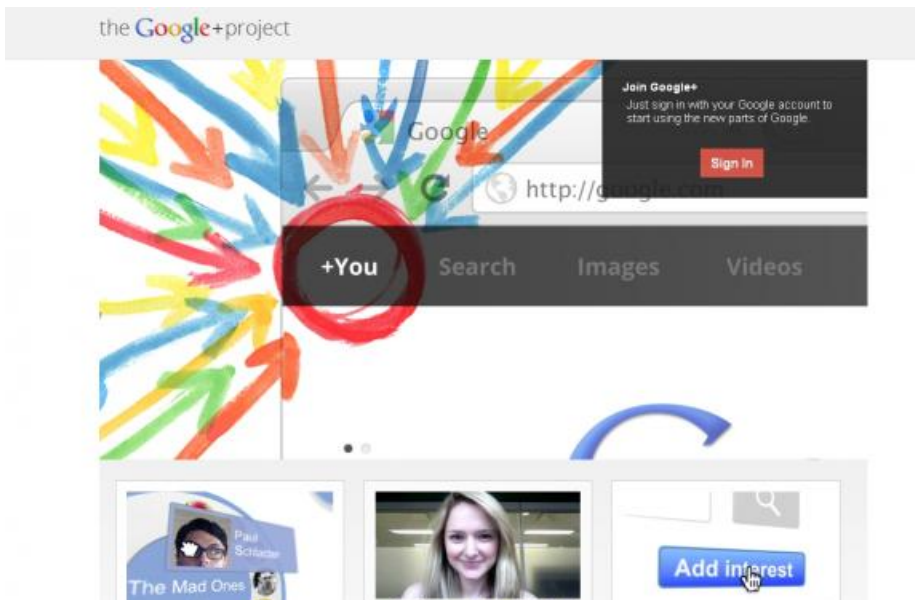 the Google+project
Join Google+
Just sign in with your Google account to
start using the new parts of Google.
Sign In
Google
http://google.com
+You Search Images Videos
Paul
Schlacter
The Mad Ones
Add interest